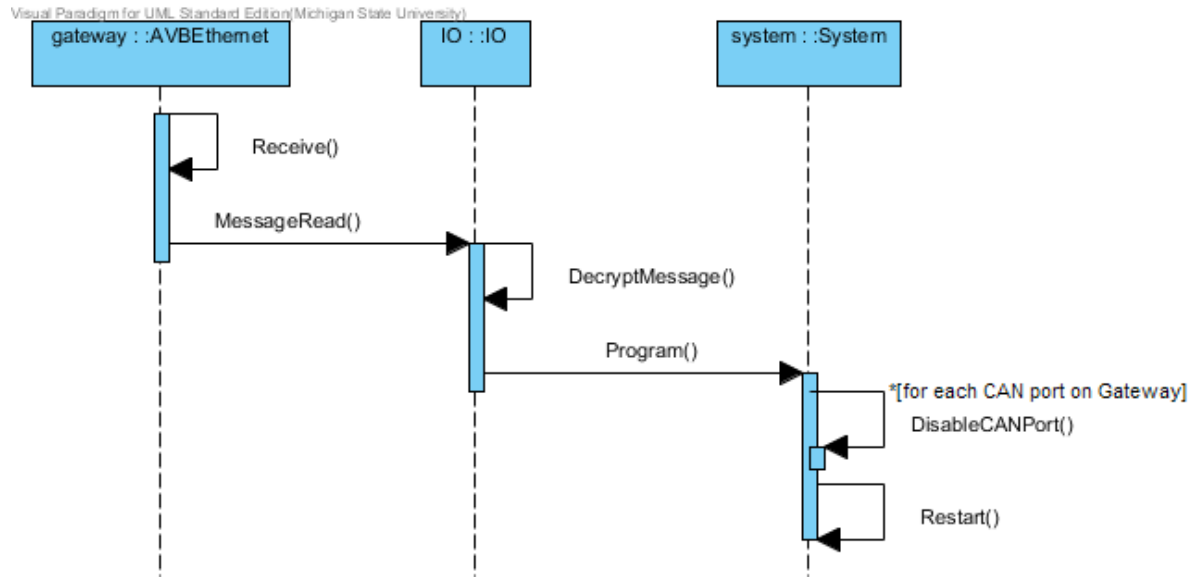 Visual Paradigm for UML Standard Edition(Michigan State University)
gateway : :AVBEthernet
IO : :IO
system : :System
Receive()
MessageRead()
DecryptMessage()
Program()
*[for each CAN port on Gateway]
DisableCANPort()
Restart()